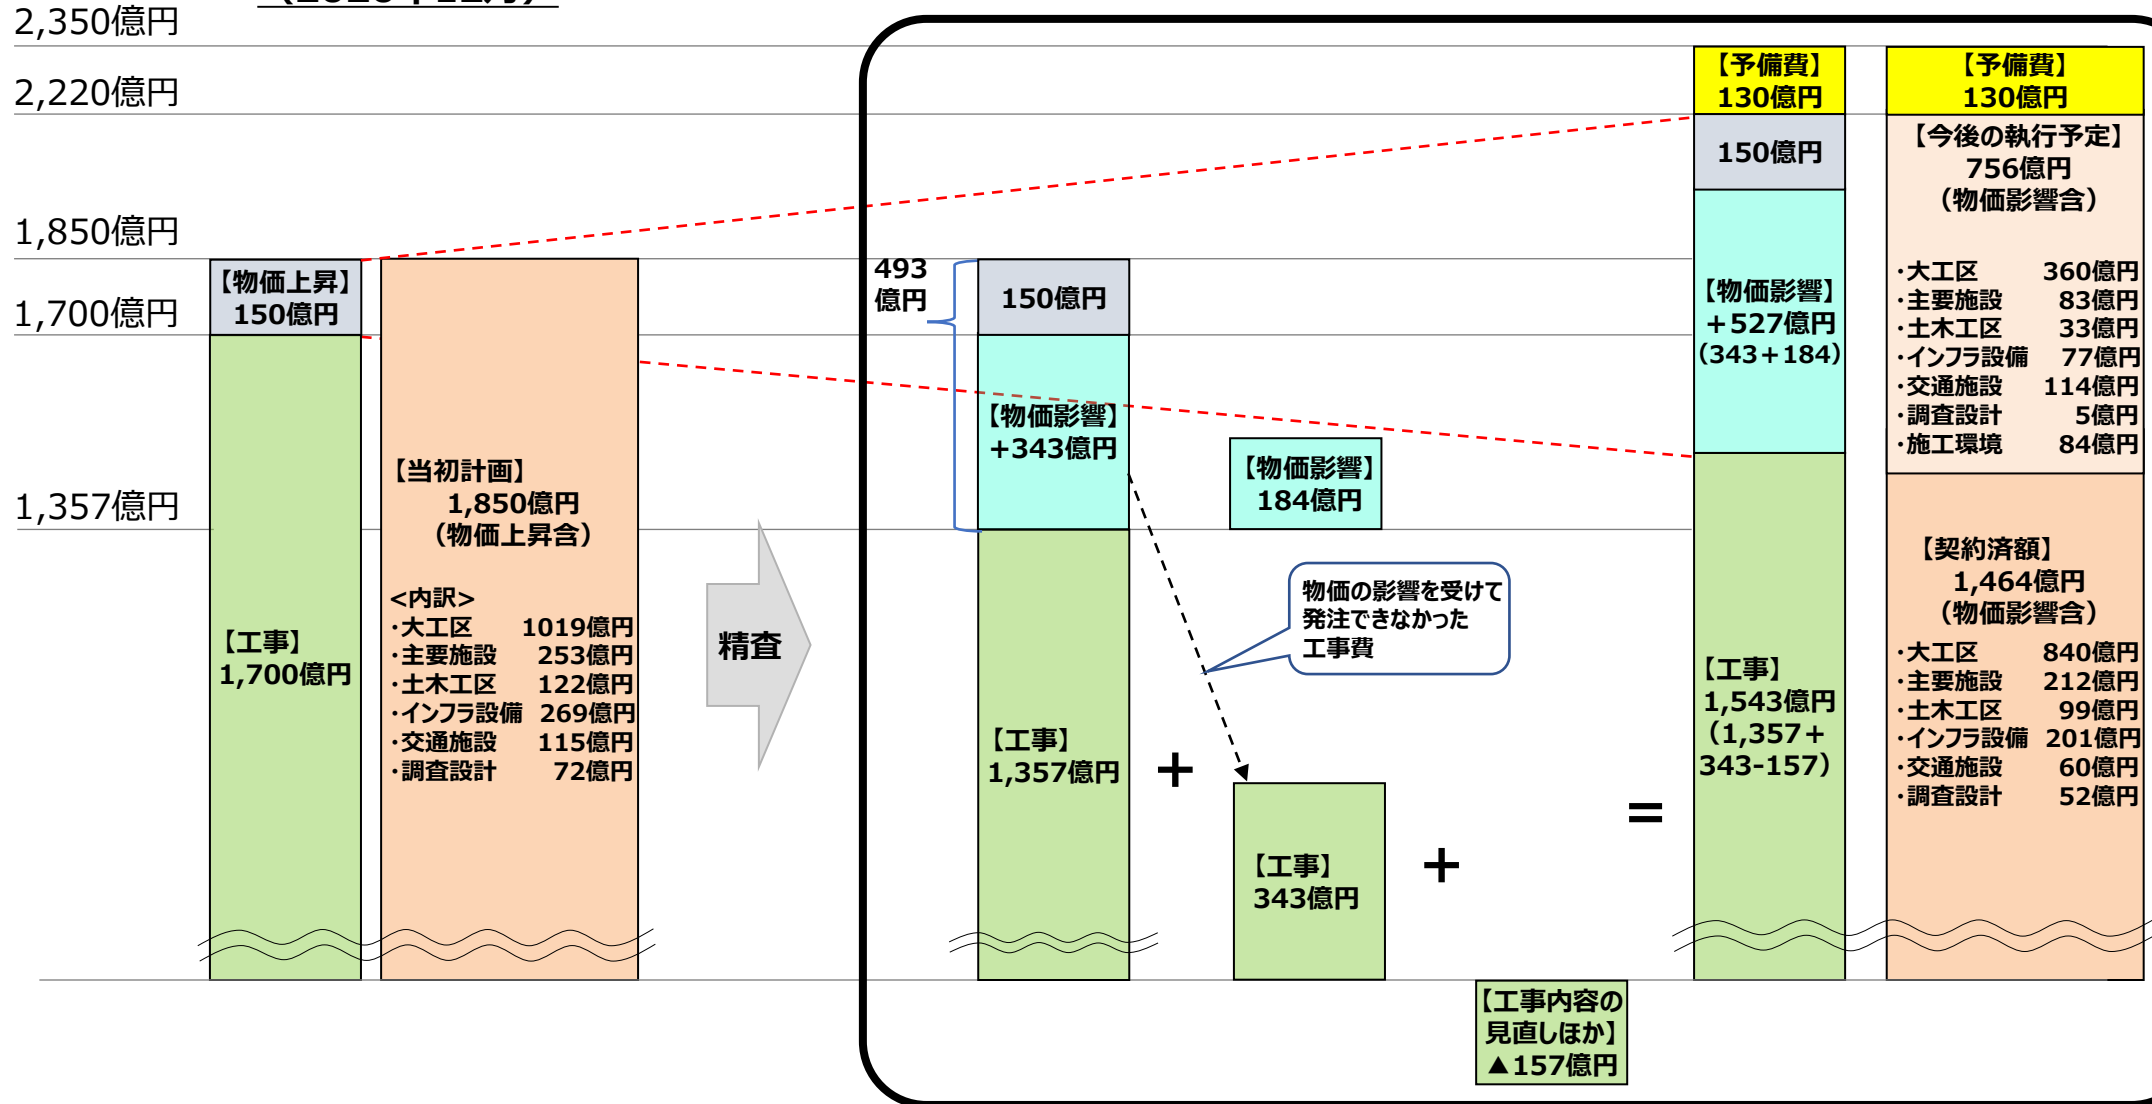 2,350億円
2,220億円
1,850億円
1,700億円
1,357億円
【物価上昇】
150億円
【工事】
1,700億円
【当初計画】
1,850億円
（物価上昇含）
<内訳>
・大工区 1019億円
・主要施設 253億円
・土木工区 122億円
・インフラ設備 269億円
・交通施設 115億円
・調査設計 72億円
精査
493
億円
150億円
【物価影響】
+343億円
【工事】
1,357億円
+
【物価影響】
184億円
物価の影響を受けて
発注できなかった
工事費
【工事】
343億円
+
【工事内容の
見直しほか】
▲157億円
=
【予備費】
130億円
150億円
【物価影響】
+527億円
（343+184）
【工事】
1,543億円
（1,357+
343-157）
【予備費】
130億円
【今後の執行予定】
756億円
（物価影響含）
・大工区 360億円
・主要施設 83億円
・土木工区 33億円
・インフラ設備 77億円
・交通施設 114億円
・調査設計 5億円
・施工環境 84億円
【契約済額】
1,464億円
（物価影響含）
・大工区 840億円
・主要施設 212億円
・土木工区 99億円
・インフラ設備 201億円
・交通施設 60億円
・調査設計 52億円